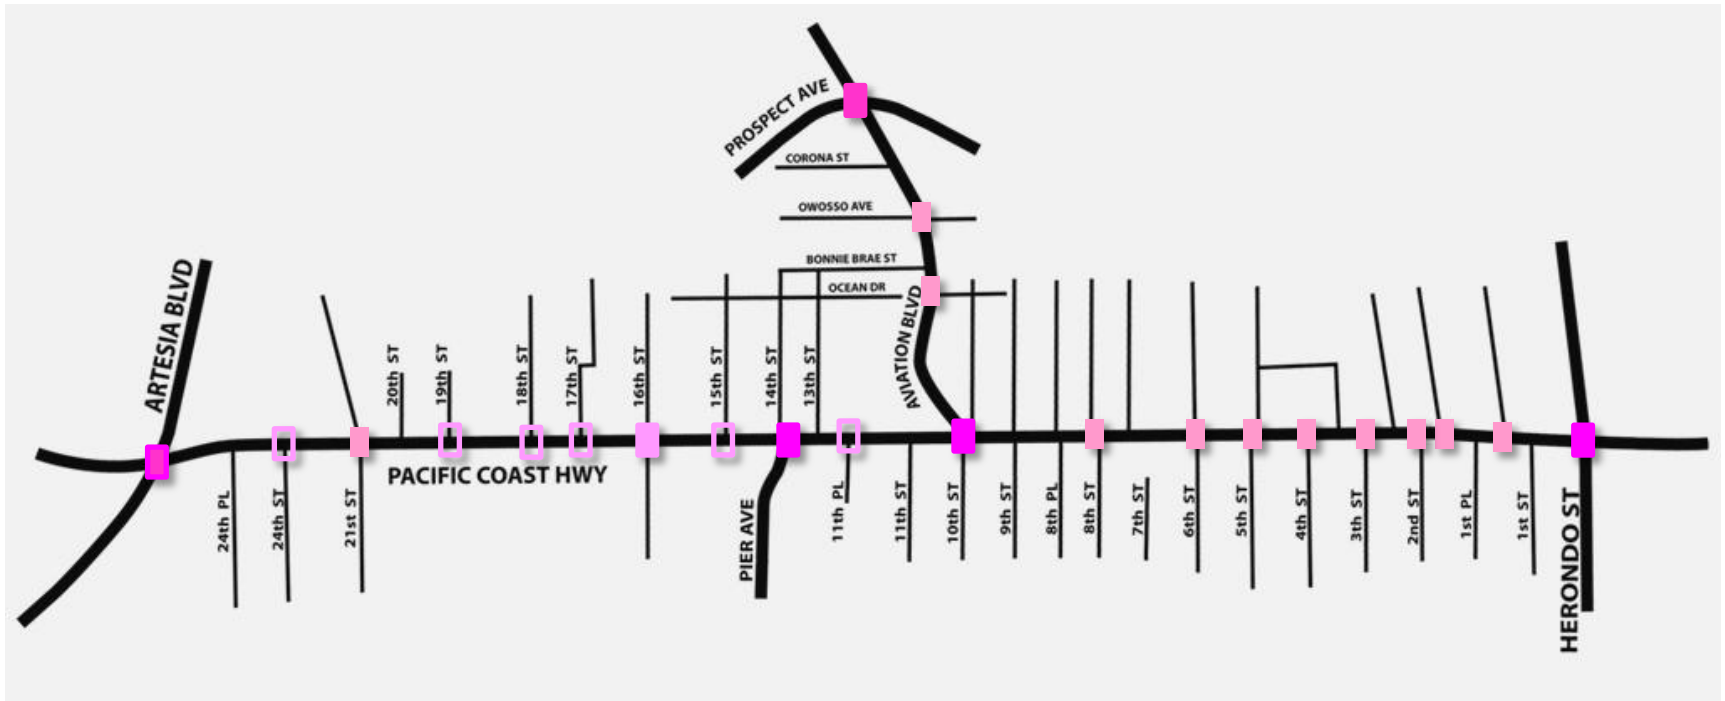 PROSPECT AVE
CORONA ST
OWOSSO AVE
BONNIE BRAE ST
OCEAN DR
ARTESIA BLVD
AVIATION BLVD
20th ST
19th ST
18th ST
17th ST
16th ST
15th ST
14th ST
13th ST
PACIFIC COAST HWY
24th PL
24th ST
21st ST
PIER AVE
11th PL
11th ST
10th ST
9th ST
8th PL
8th ST
7th ST
6th ST
5th ST
4th ST
3th ST
2nd ST
1st PL
1st ST
HERONDO ST